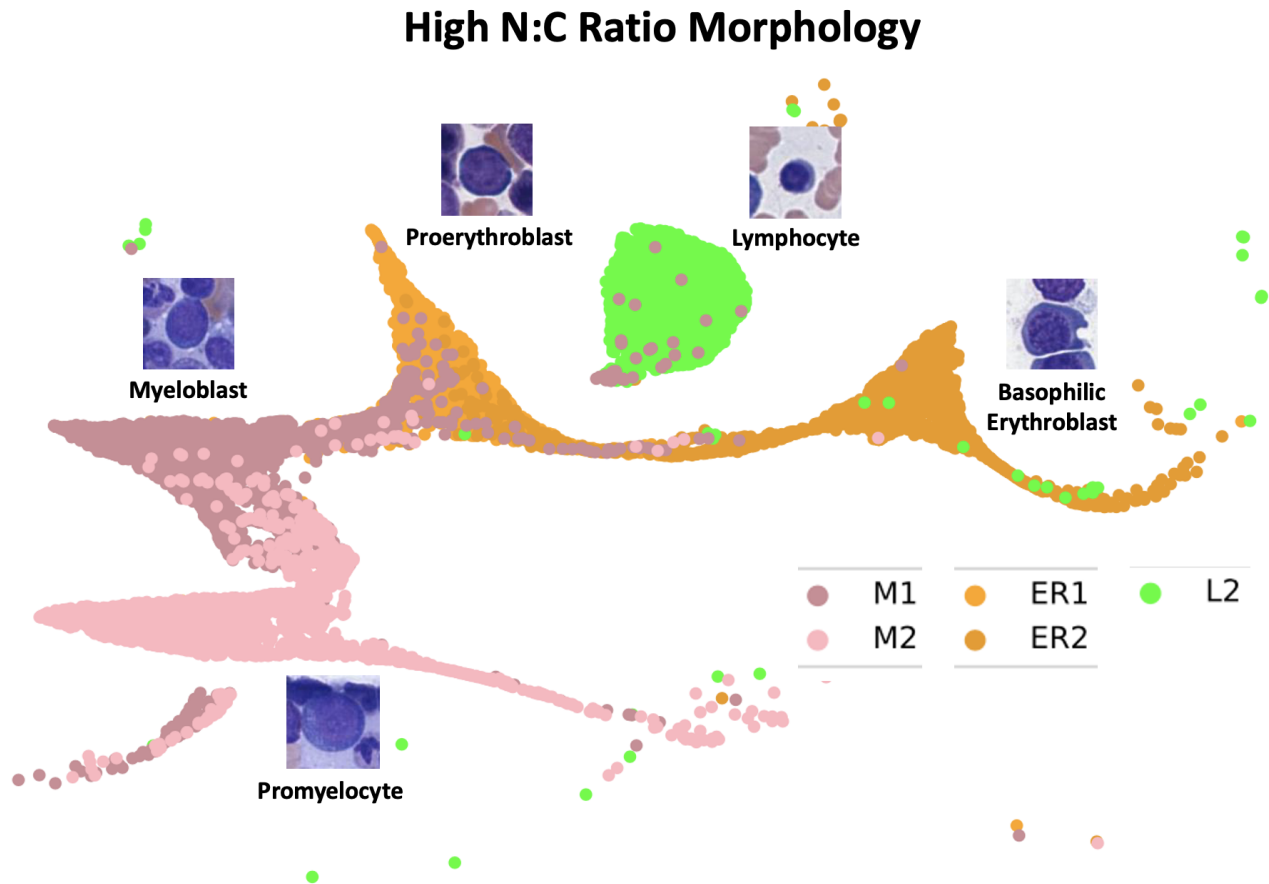 High N:C Ratio Morphology
Proerythroblast
Lymphocyte
Myeloblast
Basophilic
Erythroblast
M1
ER1
L2
M2
ER2
Promyelocyte